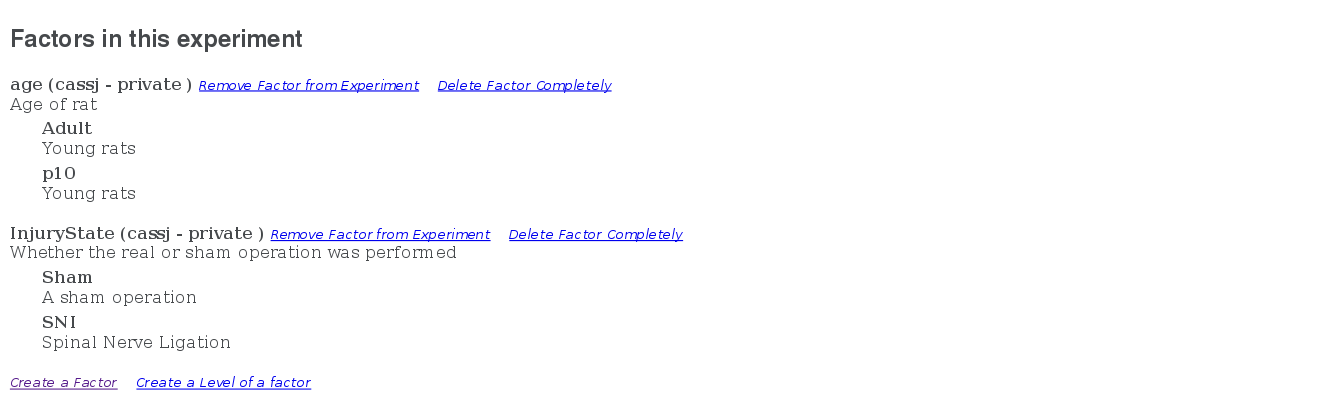 Factors in this experiment
age (cassj - private ) Remove Factor from Experiment Delete Factor Completely
Age of rat
Adult
Young rats
p10
Young rats
InjuryState (cassj - private ) Remove Factor from Experiment Delete Factor Completely
Whether the real or sham operation was performed
Sham
A sham operation
SNI
Spinal Nerve Ligation
Create a Factor Create a Level of a factor